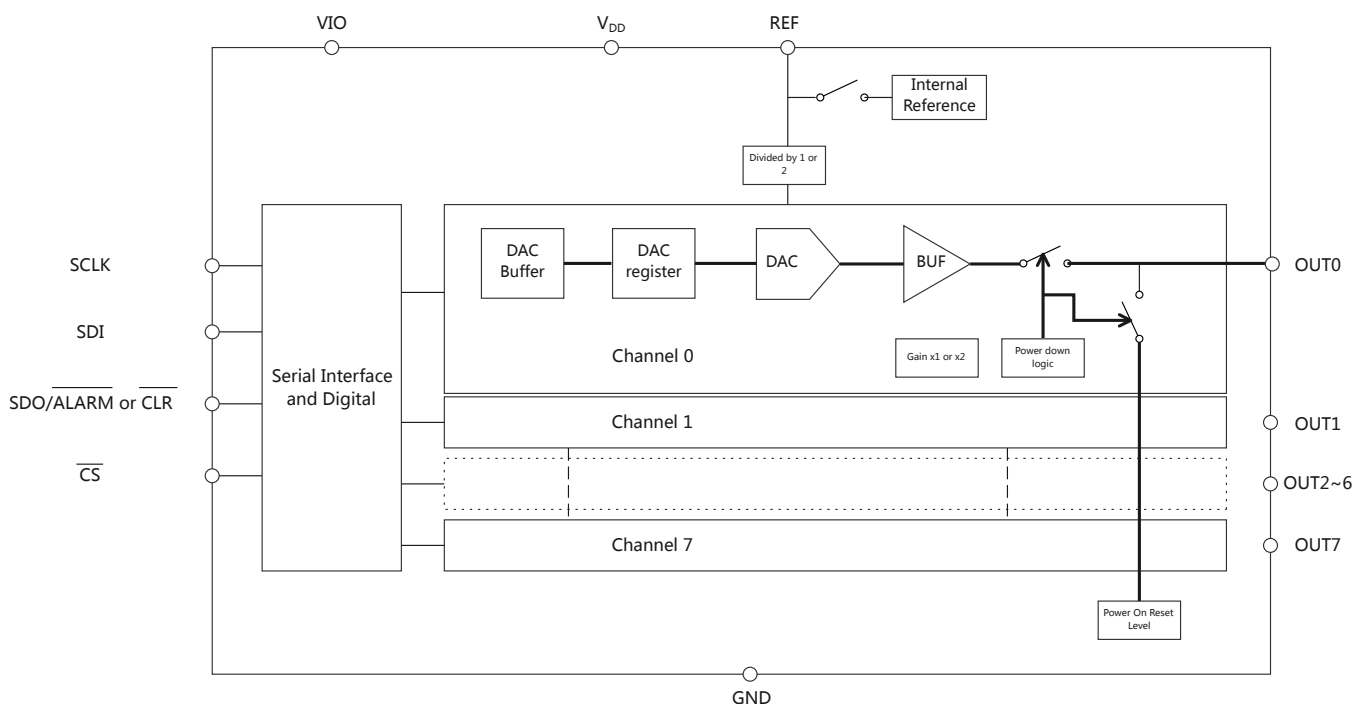 VIO
VDD
REF
Internal
Reference
Divided by 1 or
2
SCLK
SDI
SDO/ALARM or CLR
CS
Serial Interface
and Digital
DAC
Buffer
DAC
register
DAC
BUF
OUT0
Channel 0
Gain x1 or x2
Power down
logic
Channel 1
OUT1
OUT2~6
Channel 7
OUT7
Power On Reset
Level
GND